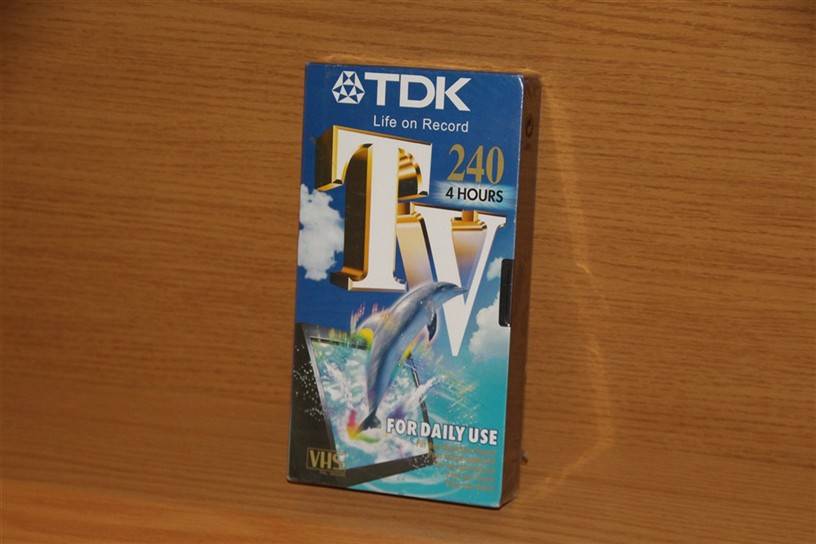 TDK
Life on Record
TV
240
4 HOURS
FOR DAILY USE
VHS